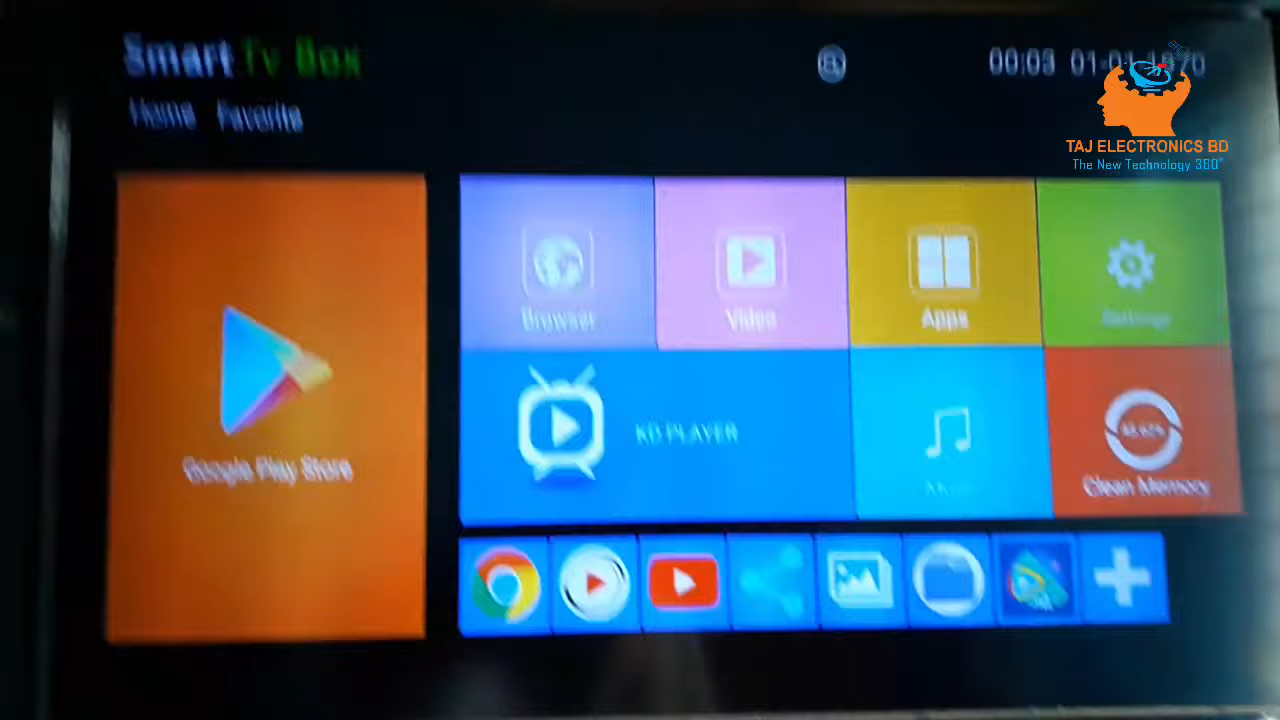 Smart Tv Box
00:03 01-01-1970
Home Favorite
TAJ ELECTRONICS BD
The New Technology 360°
Browser
Video
Apps
Settings
Google Play Store
KD PLAYER
Clean Memory